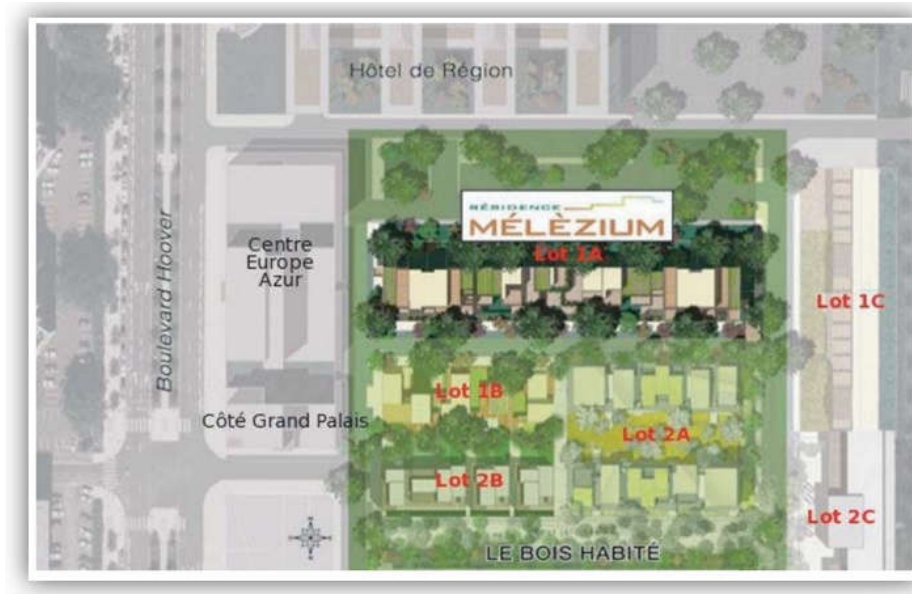 Hôtel de Région
RÉSIDENCE
MÉLÈZIUM
Lot 1A
Centre
Europe
Azur
Boulevard Hoover
Lot 1C
Lot 1B
Côté Grand Palais
Lot 2A
Lot 2B
Lot 2C
LE BOIS HABITÉ